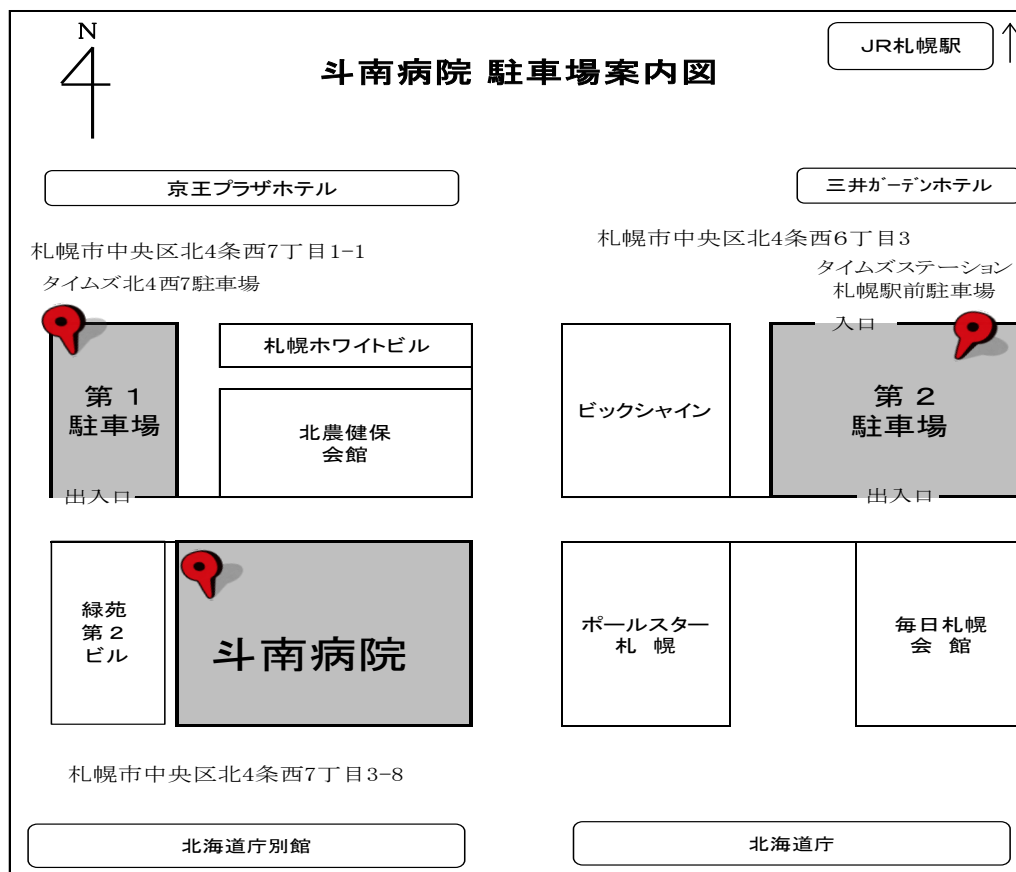 N
斗南病院 駐車場案内図
JR札幌駅
京王プラザホテル
三井ガーデンホテル
札幌市中央区北4条西7丁目1-1
タイムズ北4西7駐車場
札幌市中央区北4条西6丁目3
タイムズステーション
札幌駅前駐車場
入口
第 1
駐車場
出入口
札幌ホワイトビル
北農健保
会館
ビックシャイン
第 2
駐車場
出入口
緑苑
第2
ビル
斗南病院
ポールスター
札 幌
毎日札幌
会 館
札幌市中央区北4条西7丁目3-8
北海道庁別館
北海道庁